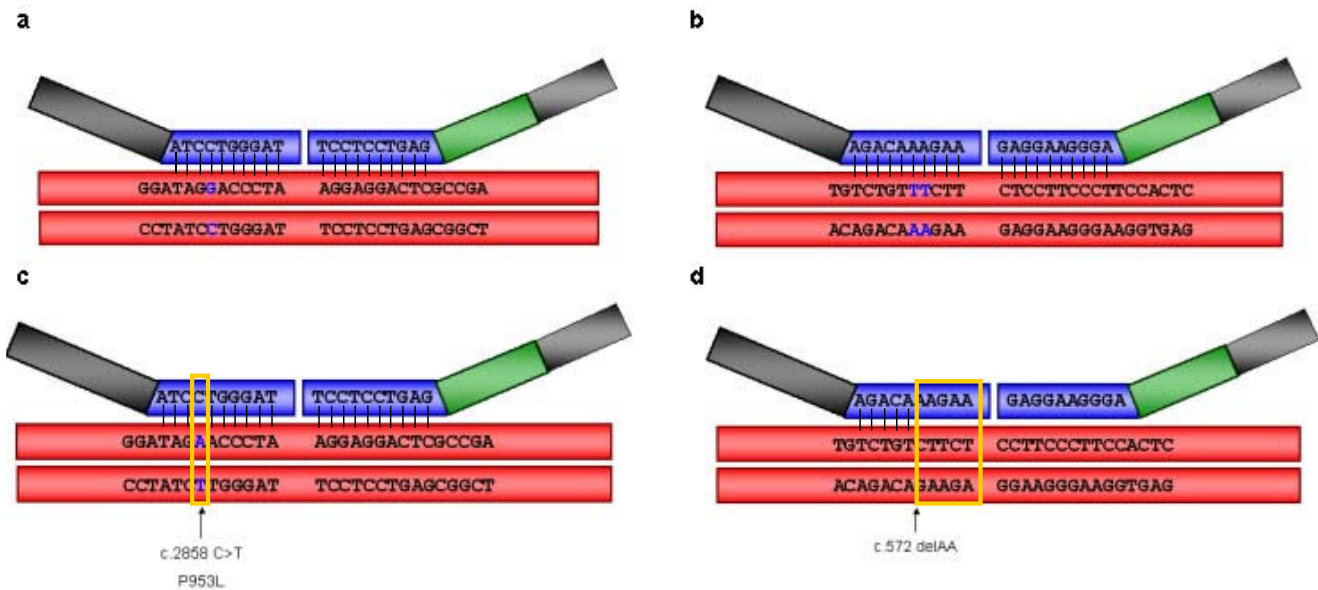 a
ATCCTGGGAT TCCTCCTGAG
GGATAGGACCCTA AGGAGGACTCGCCGA
CCTATCCTGGGAT TCCTCCTGAGCGGCT
b
AGACAAAGAA GAGGAAGGGA
TGTCTGTTTCTT CTCCTTCCCTTCCACTC
ACAGACAAAGAA GAGGAAGGGAAGGTGAG
c
ATCCTGGGAT TCCTCCTGAG
GGATAGAACCCTA AGGAGGACTCGCCGA
CCTATCTTGGGAT TCCTCCTGAGCGGCT
c.2858 C>T
P953L
d
AGACAAAGAA GAGGAAGGGA
TGTCTGTCTTCT CCTTCCCTTCCACTC
ACAGACAGAAGA GGAAGGGAAGGTGAG
c.572 delAA